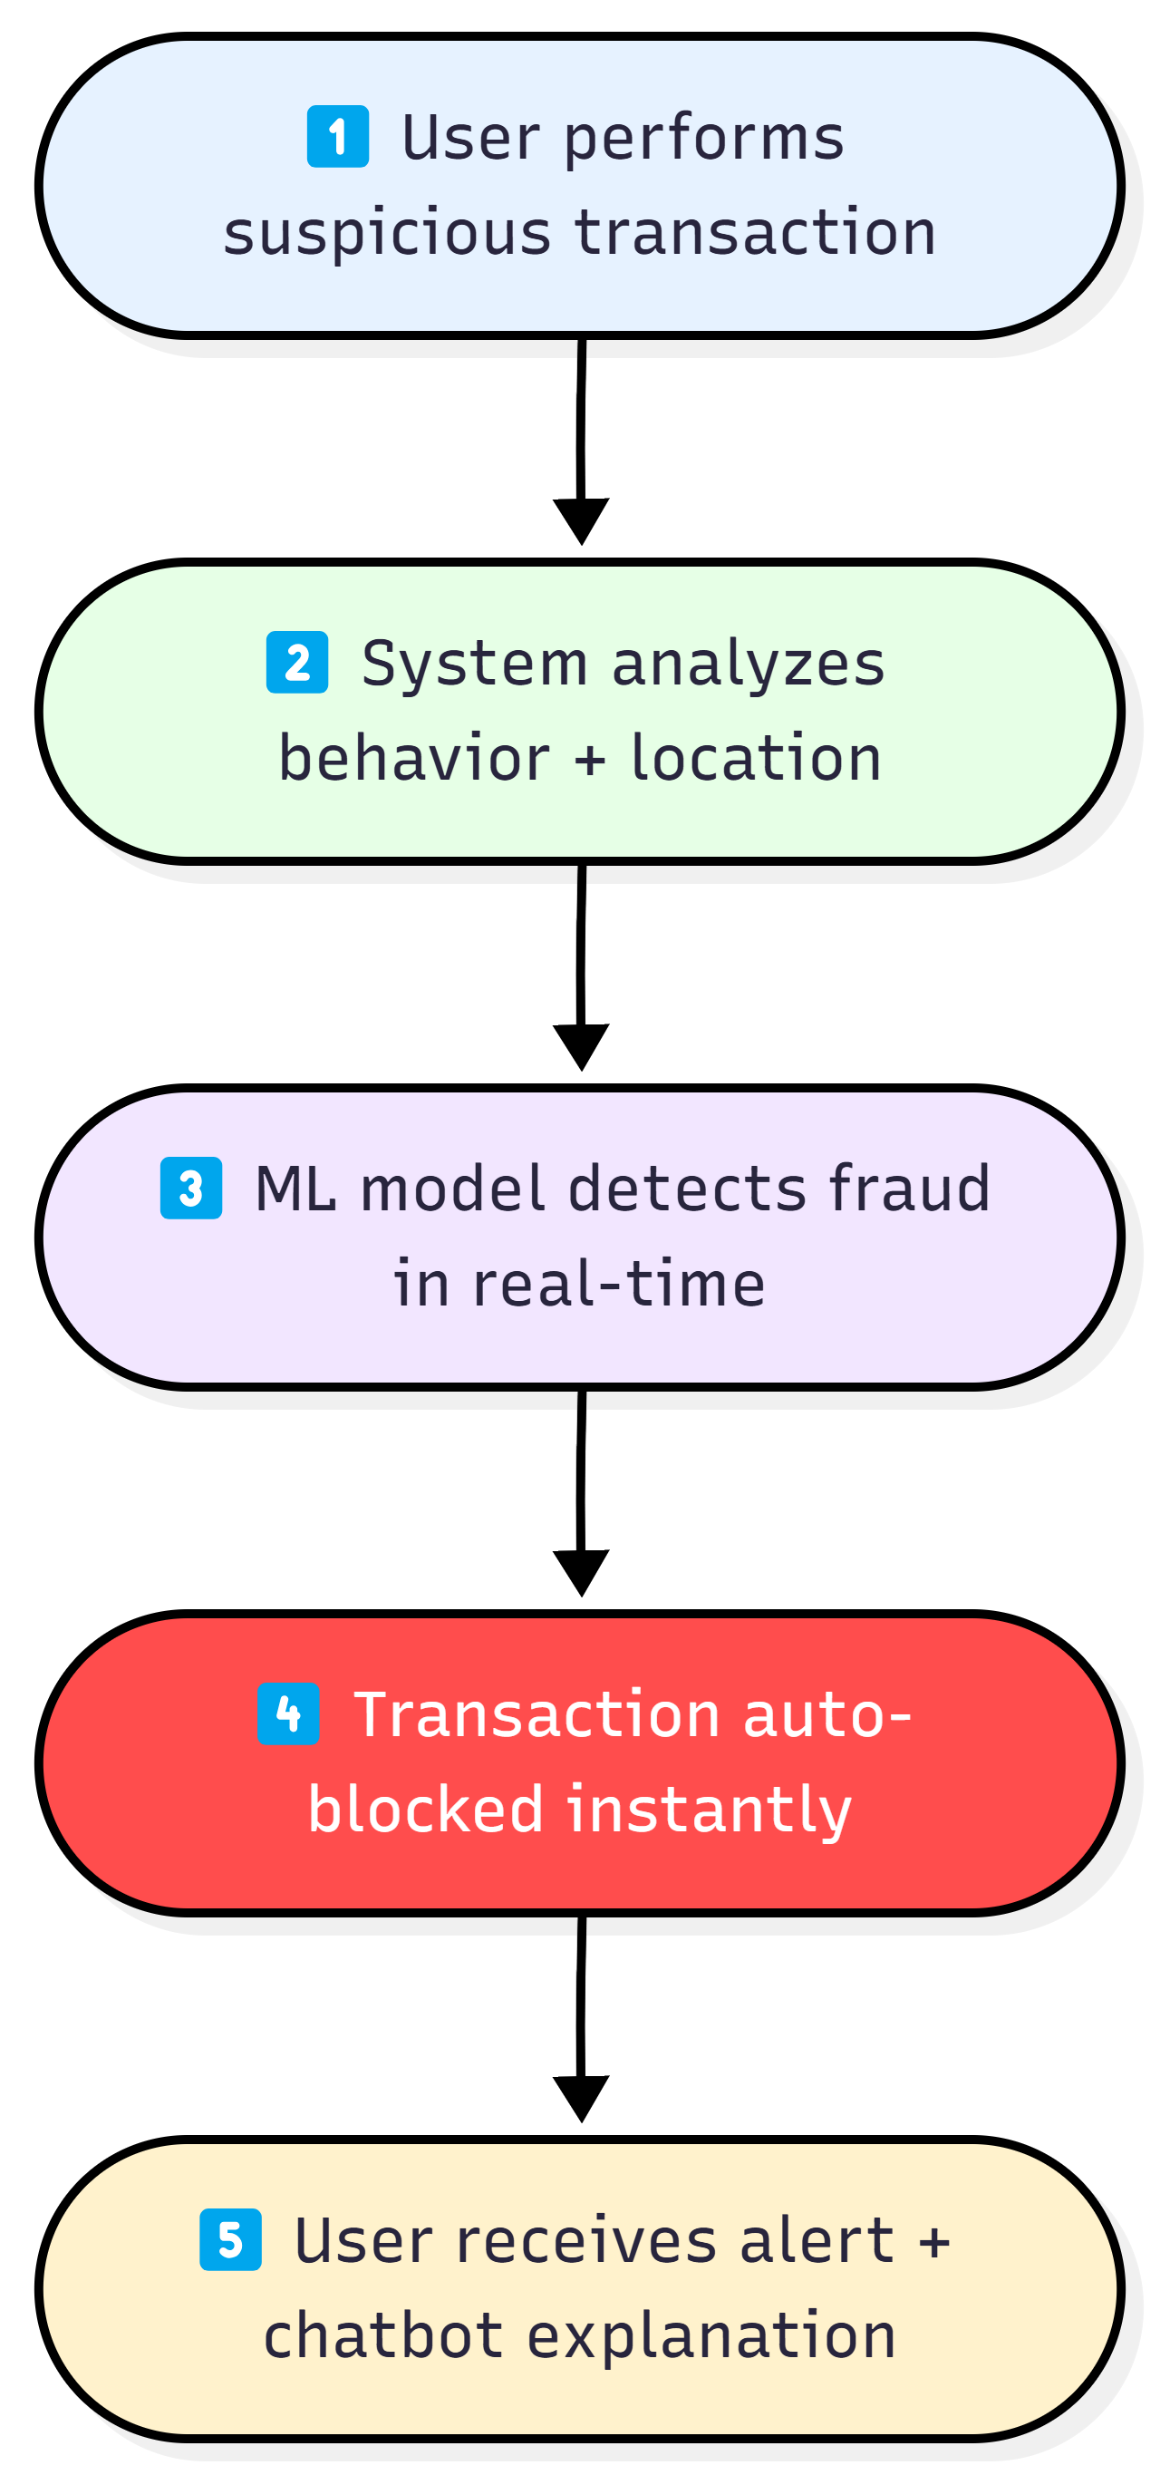 1️⃣ User performs
suspicious transaction
2️⃣ System analyzes
behavior + location
3️⃣ ML model detects fraud
in real-time
4️⃣ Transaction auto-
blocked instantly
5️⃣ User receives alert +
chatbot explanation